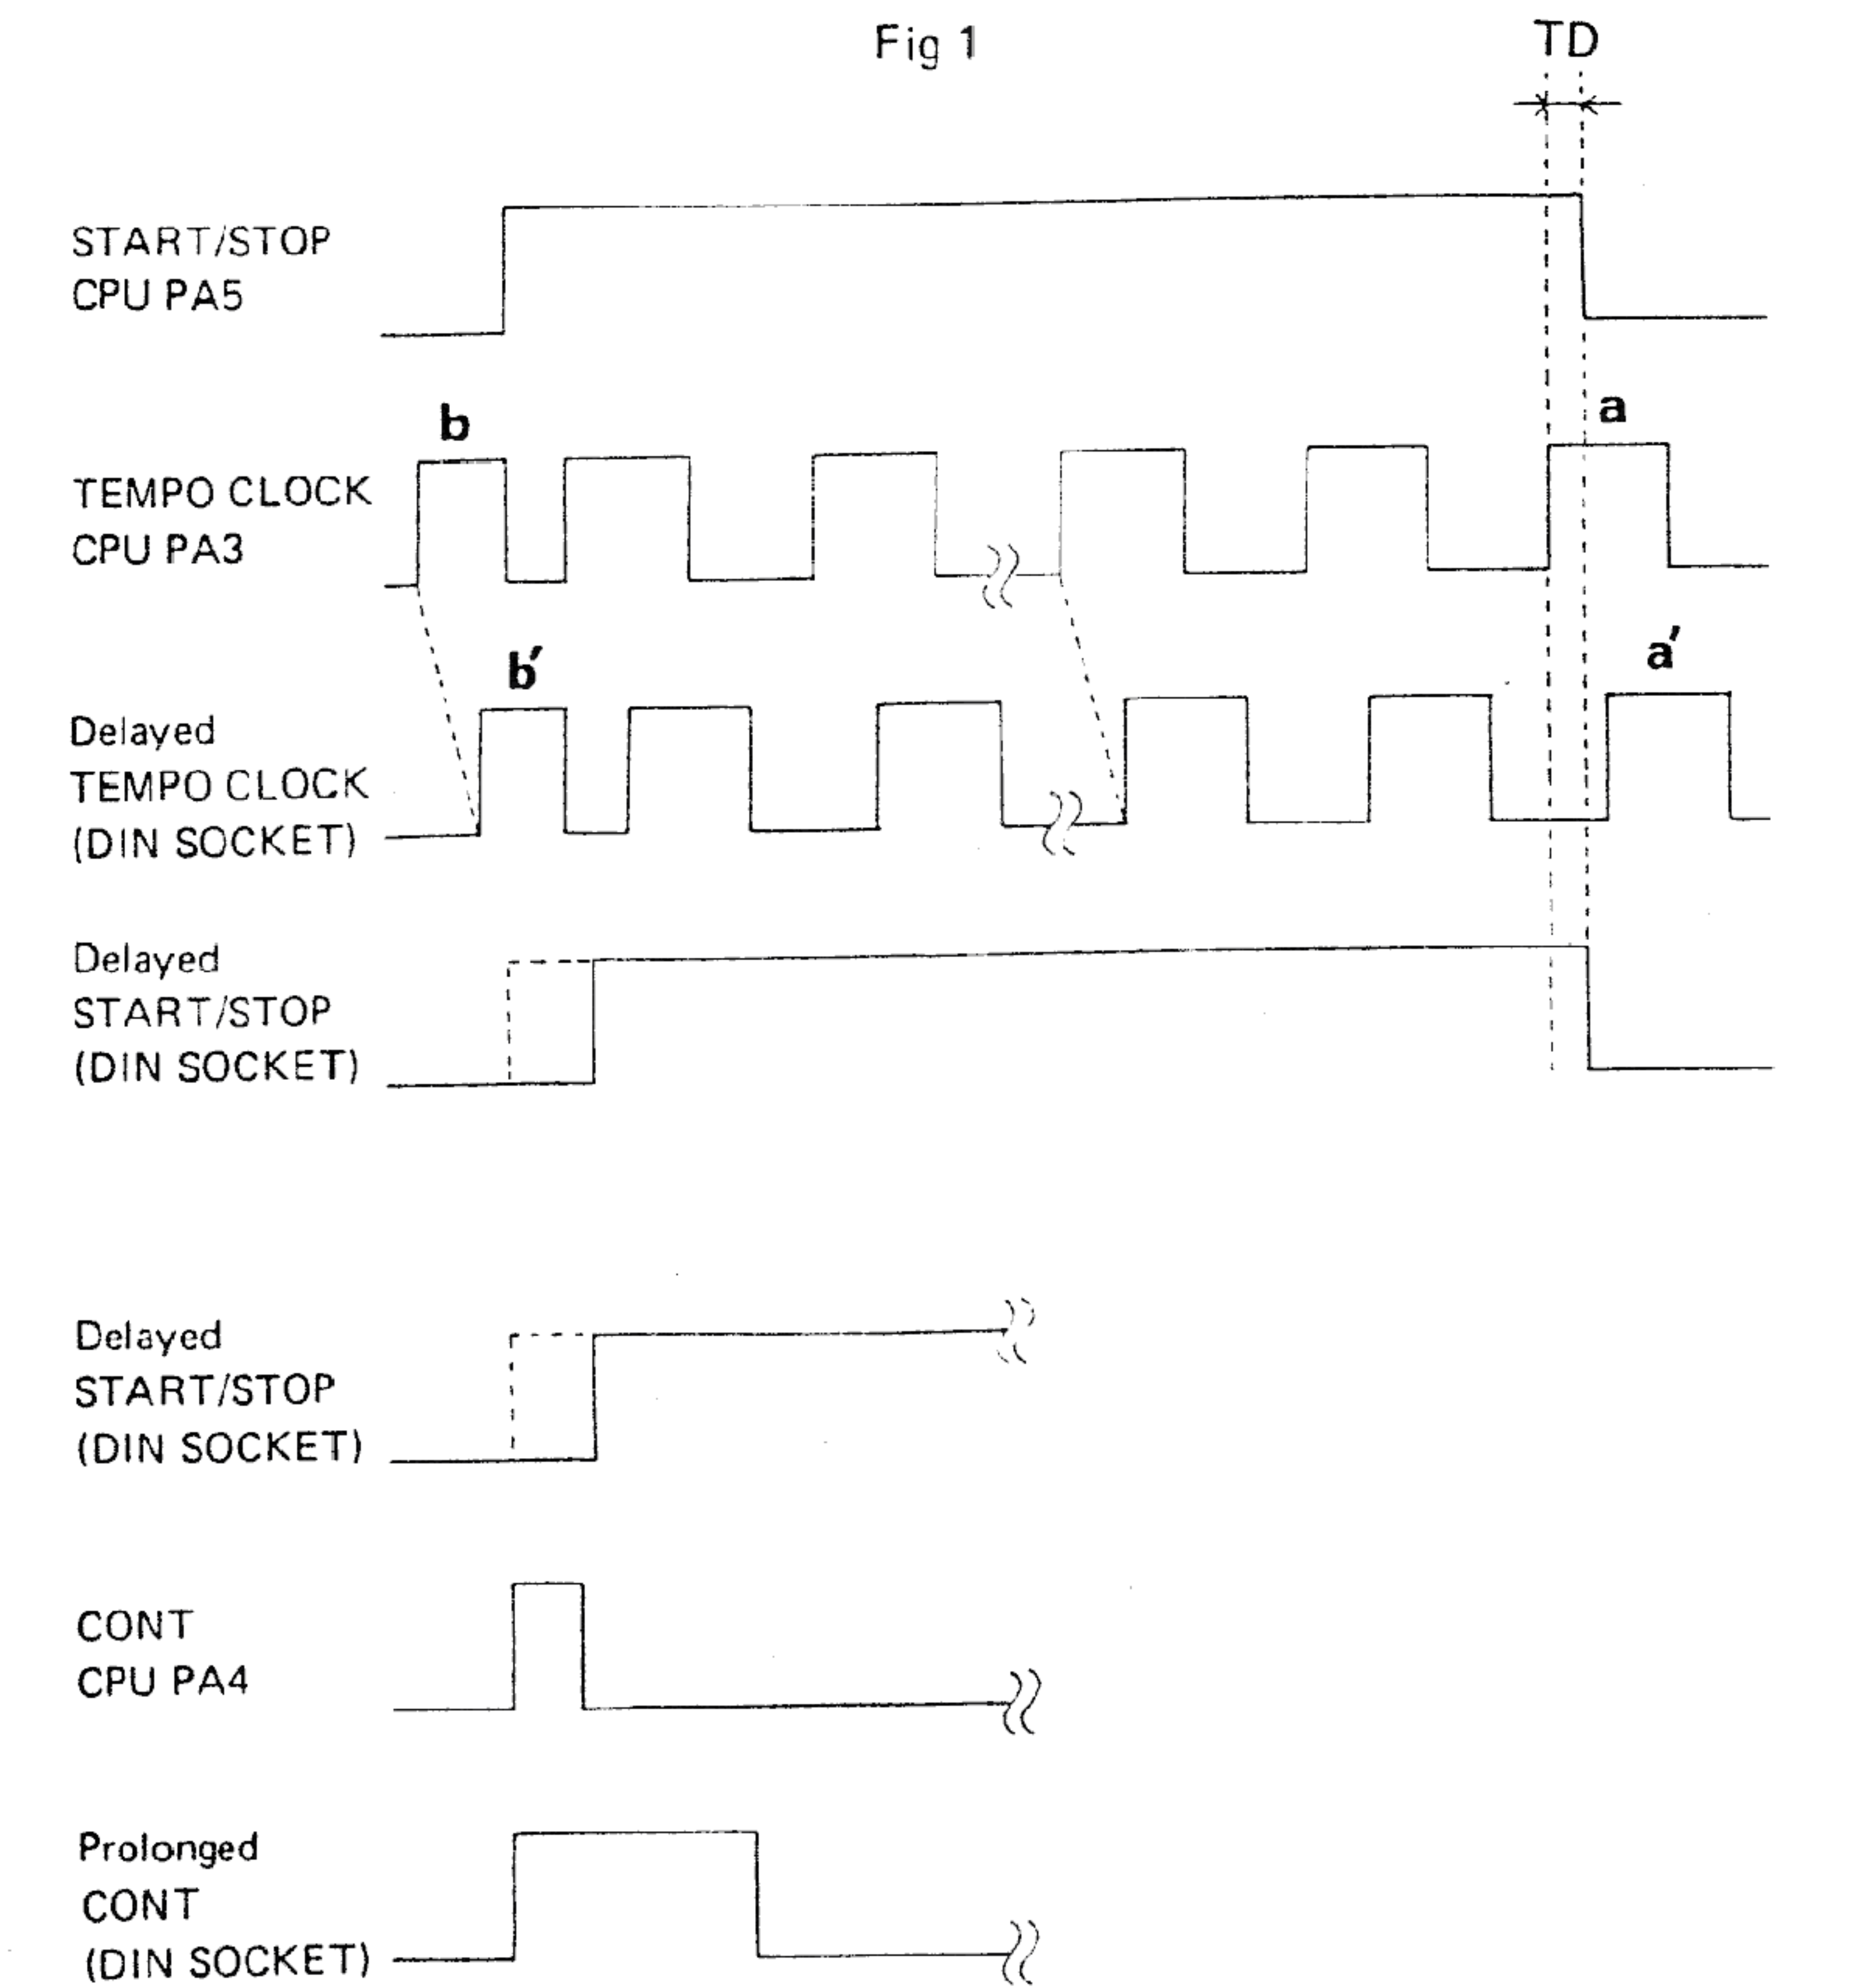 Fig 1
TD
START/STOP
CPU PA5
b
a
TEMPO CLOCK
CPU PA3
b′
a′
Delayed
TEMPO CLOCK
(DIN SOCKET)
Delayed
START/STOP
(DIN SOCKET)
Delayed
START/STOP
(DIN SOCKET)
CONT
CPU PA4
Prolonged
CONT
(DIN SOCKET)